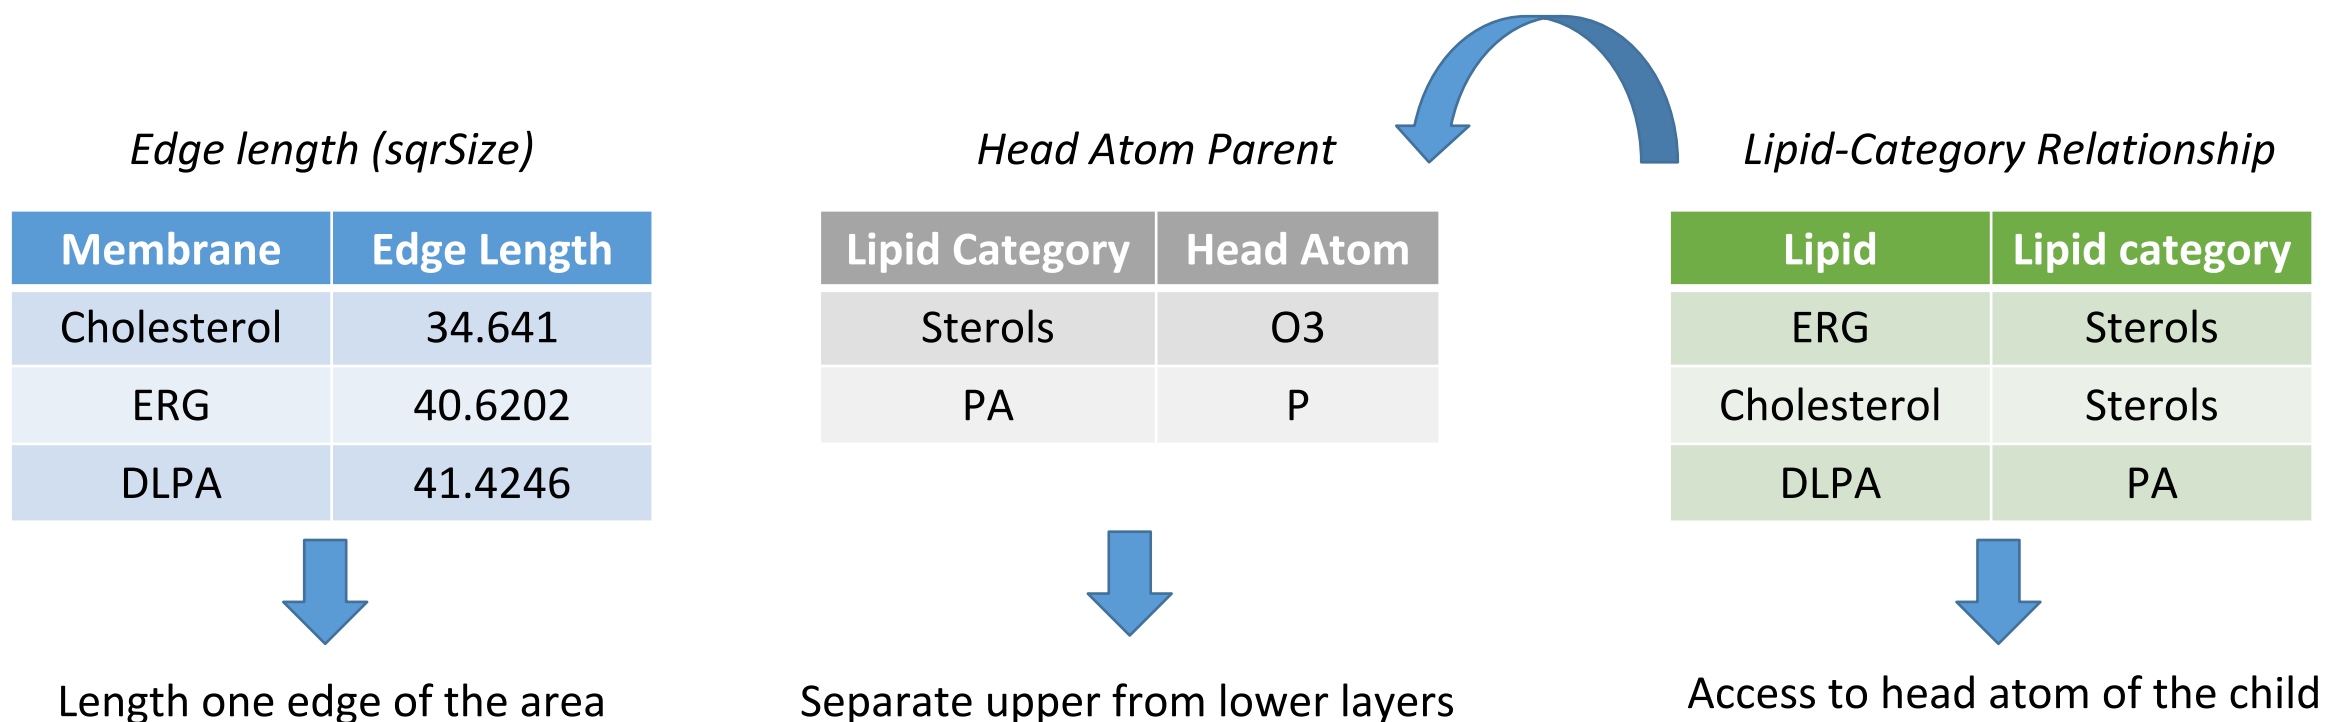 Edge length (sqrSize)
Membrane Edge Length
Cholesterol 34.641
ERG 40.6202
DLPA 41.4246
Length one edge of the area
Head Atom Parent
Lipid Category Head Atom
Sterols O3
PA P
Separate upper from lower layers
Lipid-Category Relationship
Lipid Lipid category
ERG Sterols
Cholesterol Sterols
DLPA PA
Access to head atom of the child